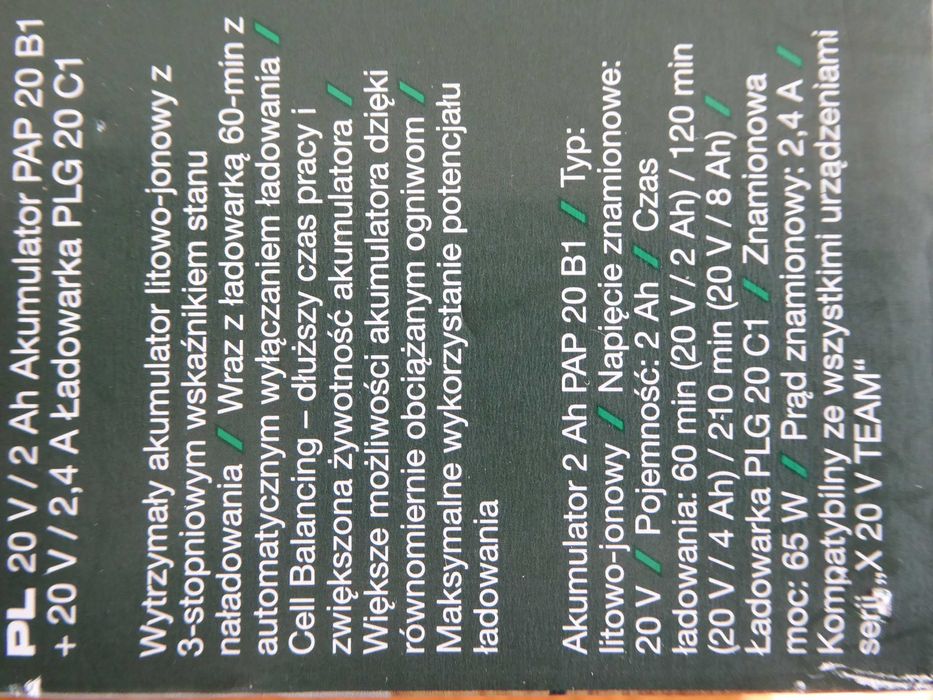 PL 20 V / 2 Ah Akumulator PAP 20 B1
+ 20 V / 2,4 A Ładowarka PLG 20 C1
Wytrzymały akumulator litowo-jonowy z
3-stopniowym wskaźnikiem stanu
naładowania / Wraz z ładowarką 60-min z
automatycznym wyłączaniem ładowania /
Cell Balancing – dłuższy czas pracy i
zwiększona żywotność akumulatora /
Większe możliwości akumulatora dzięki
równomiernie obciążanym ogniwom /
Maksymalne wykorzystanie potencjału
ładowania
Akumulator 2 Ah PAP 20 B1 / Typ:
litowo-jonowy / Napięcie znamionowe:
20 V / Pojemność: 2 Ah / Czas
ładowania: 60 min (20 V / 2 Ah) / 120 min
(20 V / 4 Ah) / 210 min (20 V / 8 Ah) /
Ładowarka PLG 20 C1 / Znamionowa
moc: 65 W / Prąd znamionowy: 2,4 A /
Kompatybilny ze wszystkimi urządzeniami
serii „X 20 V TEAM“